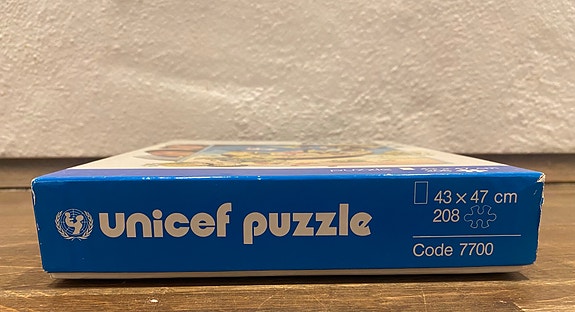 unicef puzzle
43 × 47 cm
208
Code 7700